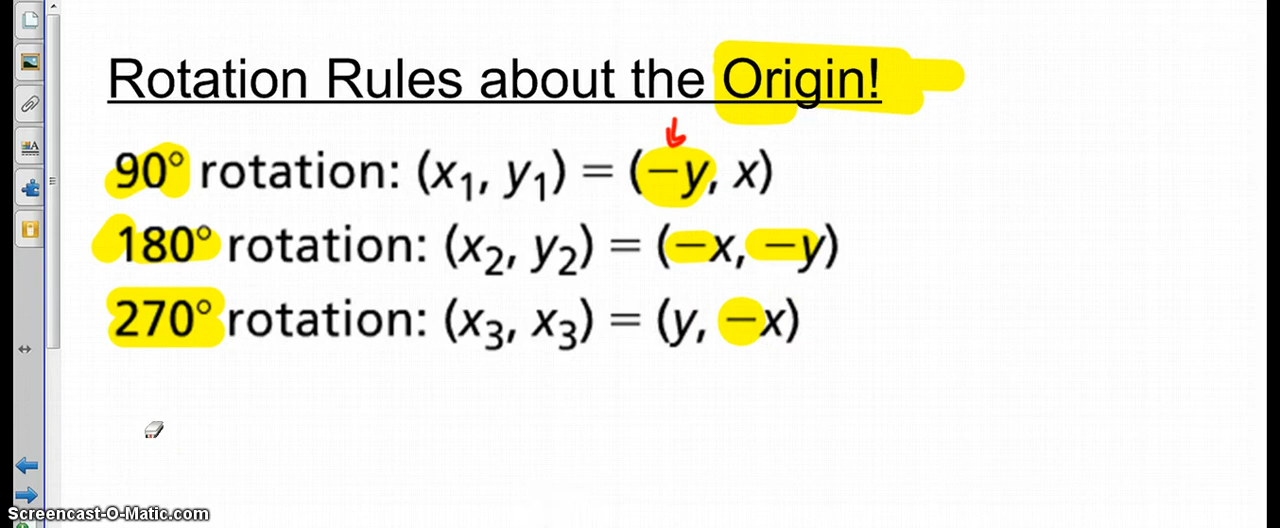 Rotation Rules about the Origin!
90° rotation: (x₁, y₁) = (−y, x)
180° rotation: (x₂, y₂) = (−x, −y)
270° rotation: (x₃, x₃) = (y, −x)
Screencast-O-Matic.com